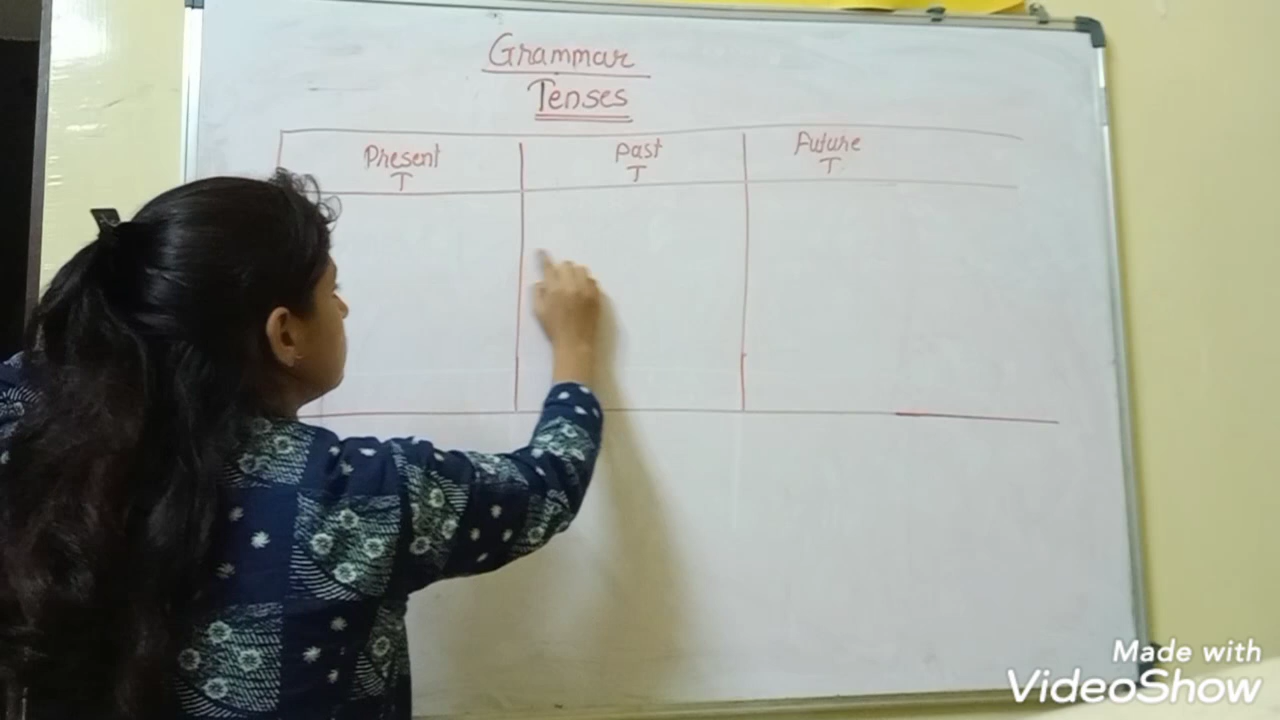 Grammar
Tenses
Present
T
Past
T
Future
T
Made with
VideoShow